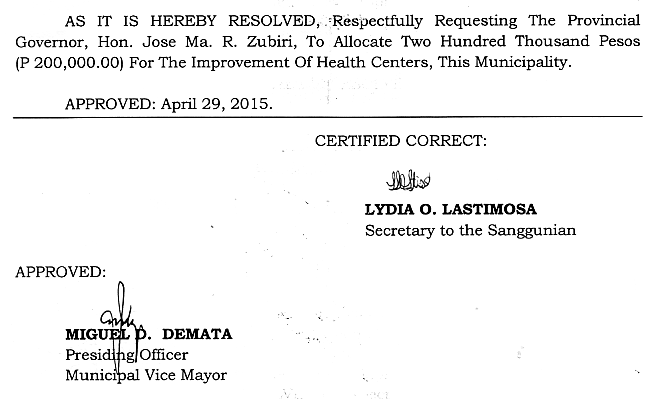 AS IT IS HEREBY RESOLVED, Respectfully Requesting The Provincial
Governor, Hon. Jose Ma. R. Zubiri, To Allocate Two Hundred Thousand Pesos
(P 200,000.00) For The Improvement Of Health Centers, This Municipality.
APPROVED: April 29, 2015.
CERTIFIED CORRECT:
LYDIA O. LASTIMOSA
Secretary to the Sanggunian
APPROVED:
MIGUEL D. DEMATA
Presiding Officer
Municipal Vice Mayor